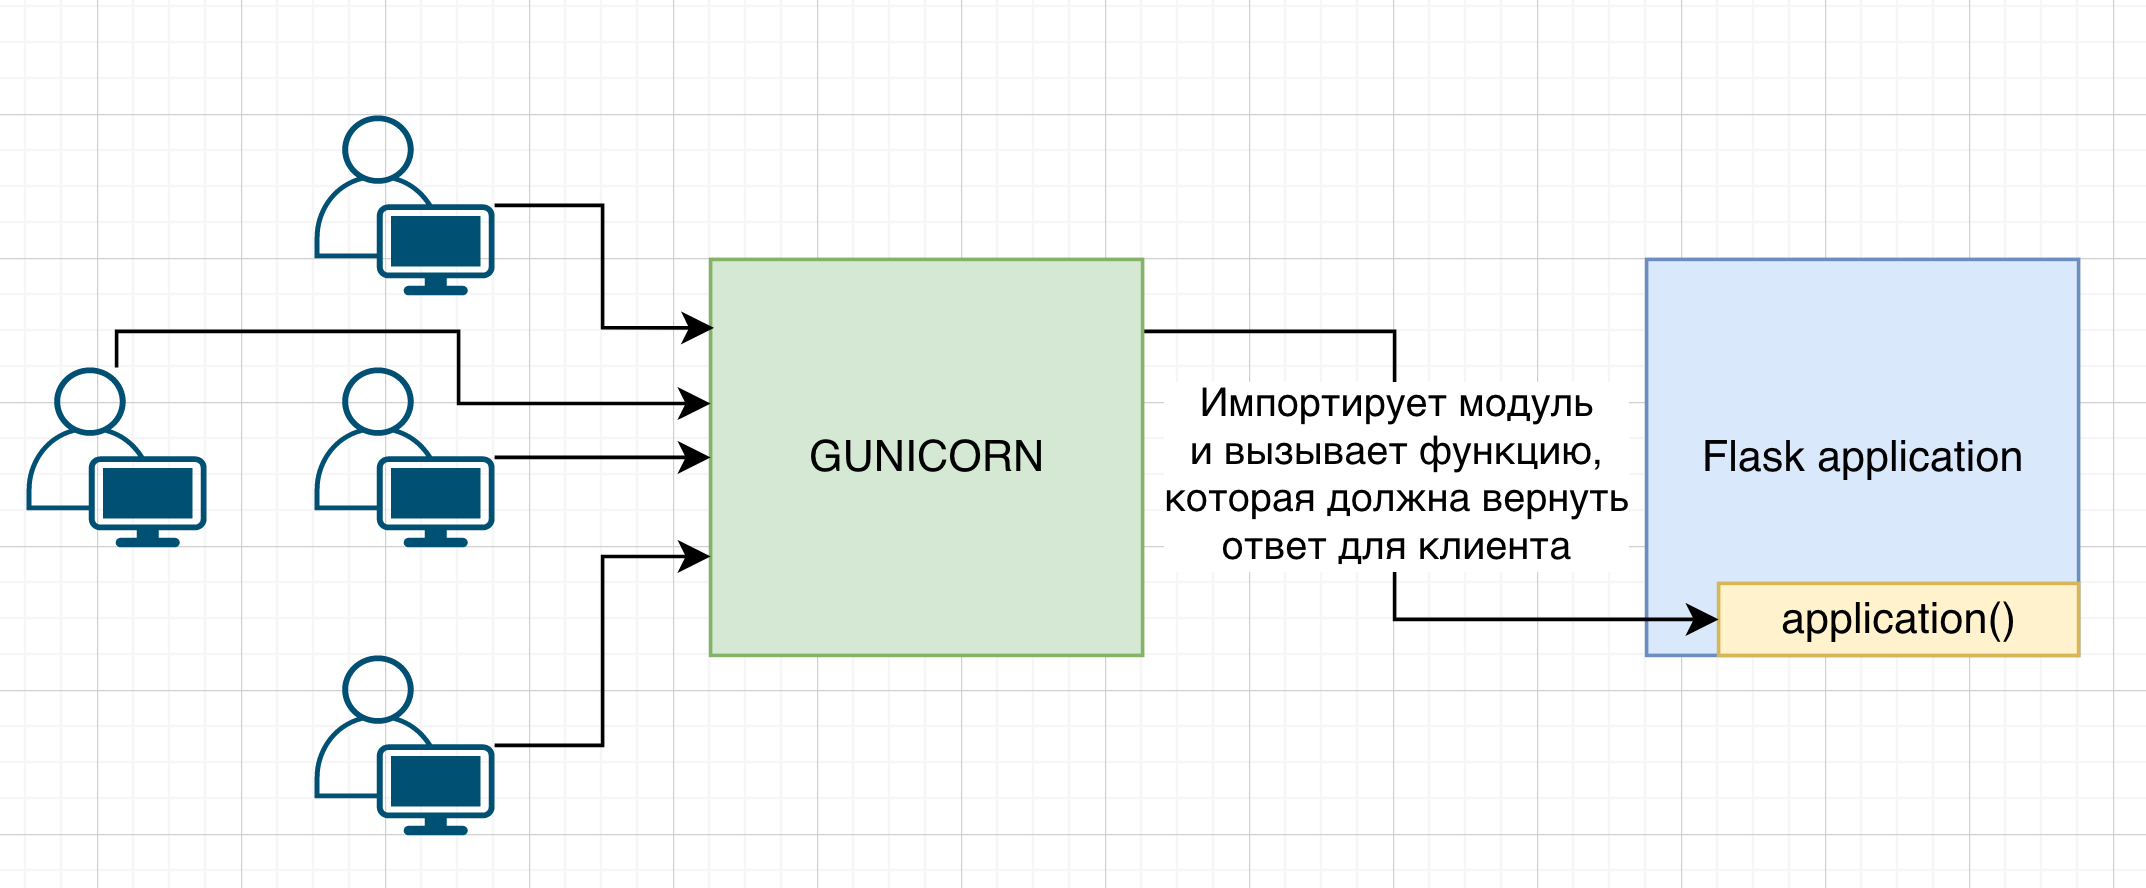 GUNICORN
Импортирует модуль
и вызывает функцию,
которая должна вернуть
ответ для клиента
Flask application
application()